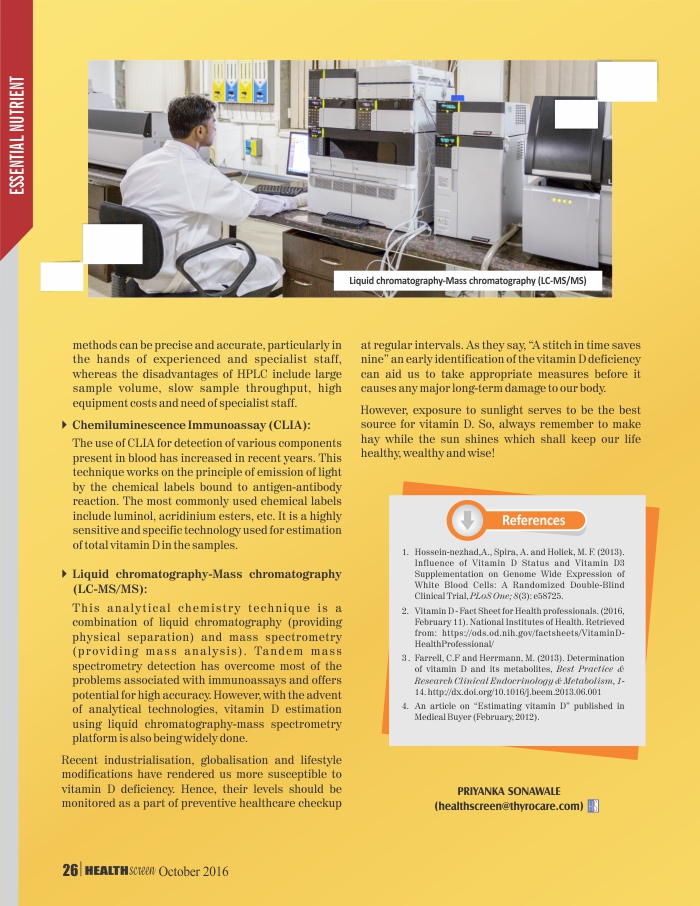 ESSENTIAL NUTRIENT
Liquid chromatography-Mass chromatography (LC-MS/MS)
methods can be precise and accurate, particularly in
the hands of experienced and specialist staff,
whereas the disadvantages of HPLC include large
sample volume, slow sample throughput, high
equipment costs and need of specialist staff.
Chemiluminescence Immunoassay (CLIA):
The use of CLIA for detection of various components
present in blood has increased in recent years. This
technique works on the principle of emission of light
by the chemical labels bound to antigen-antibody
reaction. The most commonly used chemical labels
include luminol, acridinium esters, etc. It is a highly
sensitive and specific technology used for estimation
of total vitamin D in the samples.
Liquid chromatography-Mass chromatography
(LC-MS/MS):
This analytical chemistry technique is a
combination of liquid chromatography (providing
physical separation) and mass spectrometry
(providing mass analysis). Tandem mass
spectrometry detection has overcome most of the
problems associated with immunoassays and offers
potential for high accuracy. However, with the advent
of analytical technologies, vitamin D estimation
using liquid chromatography-mass spectrometry
platform is also being widely done.
Recent industrialisation, globalisation and lifestyle
modifications have rendered us more susceptible to
vitamin D deficiency. Hence, their levels should be
monitored as a part of preventive healthcare checkup
at regular intervals. As they say, “A stitch in time saves
nine” an early identification of the vitamin D deficiency
can aid us to take appropriate measures before it
causes any major long-term damage to our body.
However, exposure to sunlight serves to be the best
source for vitamin D. So, always remember to make
hay while the sun shines which shall keep our life
healthy, wealthy and wise!
References
1. Hossein-nezhad,A., Spira, A. and Holick, M. F. (2013).
Influence of Vitamin D Status and Vitamin D3
Supplementation on Genome Wide Expression of
White Blood Cells: A Randomized Double-Blind
Clinical Trial, PLoS One; 8(3): e58725.
2. Vitamin D - Fact Sheet for Health professionals. (2016,
February 11). National Institutes of Health. Retrieved
from: https://ods.od.nih.gov/factsheets/VitaminD-
HealthProfessional/
3. Farrell, C.F and Herrmann, M. (2013). Determination
of vitamin D and its metabolites, Best Practice &
Research Clinical Endocrinology & Metabolism, 1-
14. http://dx.doi.org/10.1016/j.beem.2013.06.001
4. An article on “Estimating vitamin D” published in
Medical Buyer (February, 2012).
PRIYANKA SONAWALE
(healthscreen@thyrocare.com)
26 HEALTHscreen October 2016